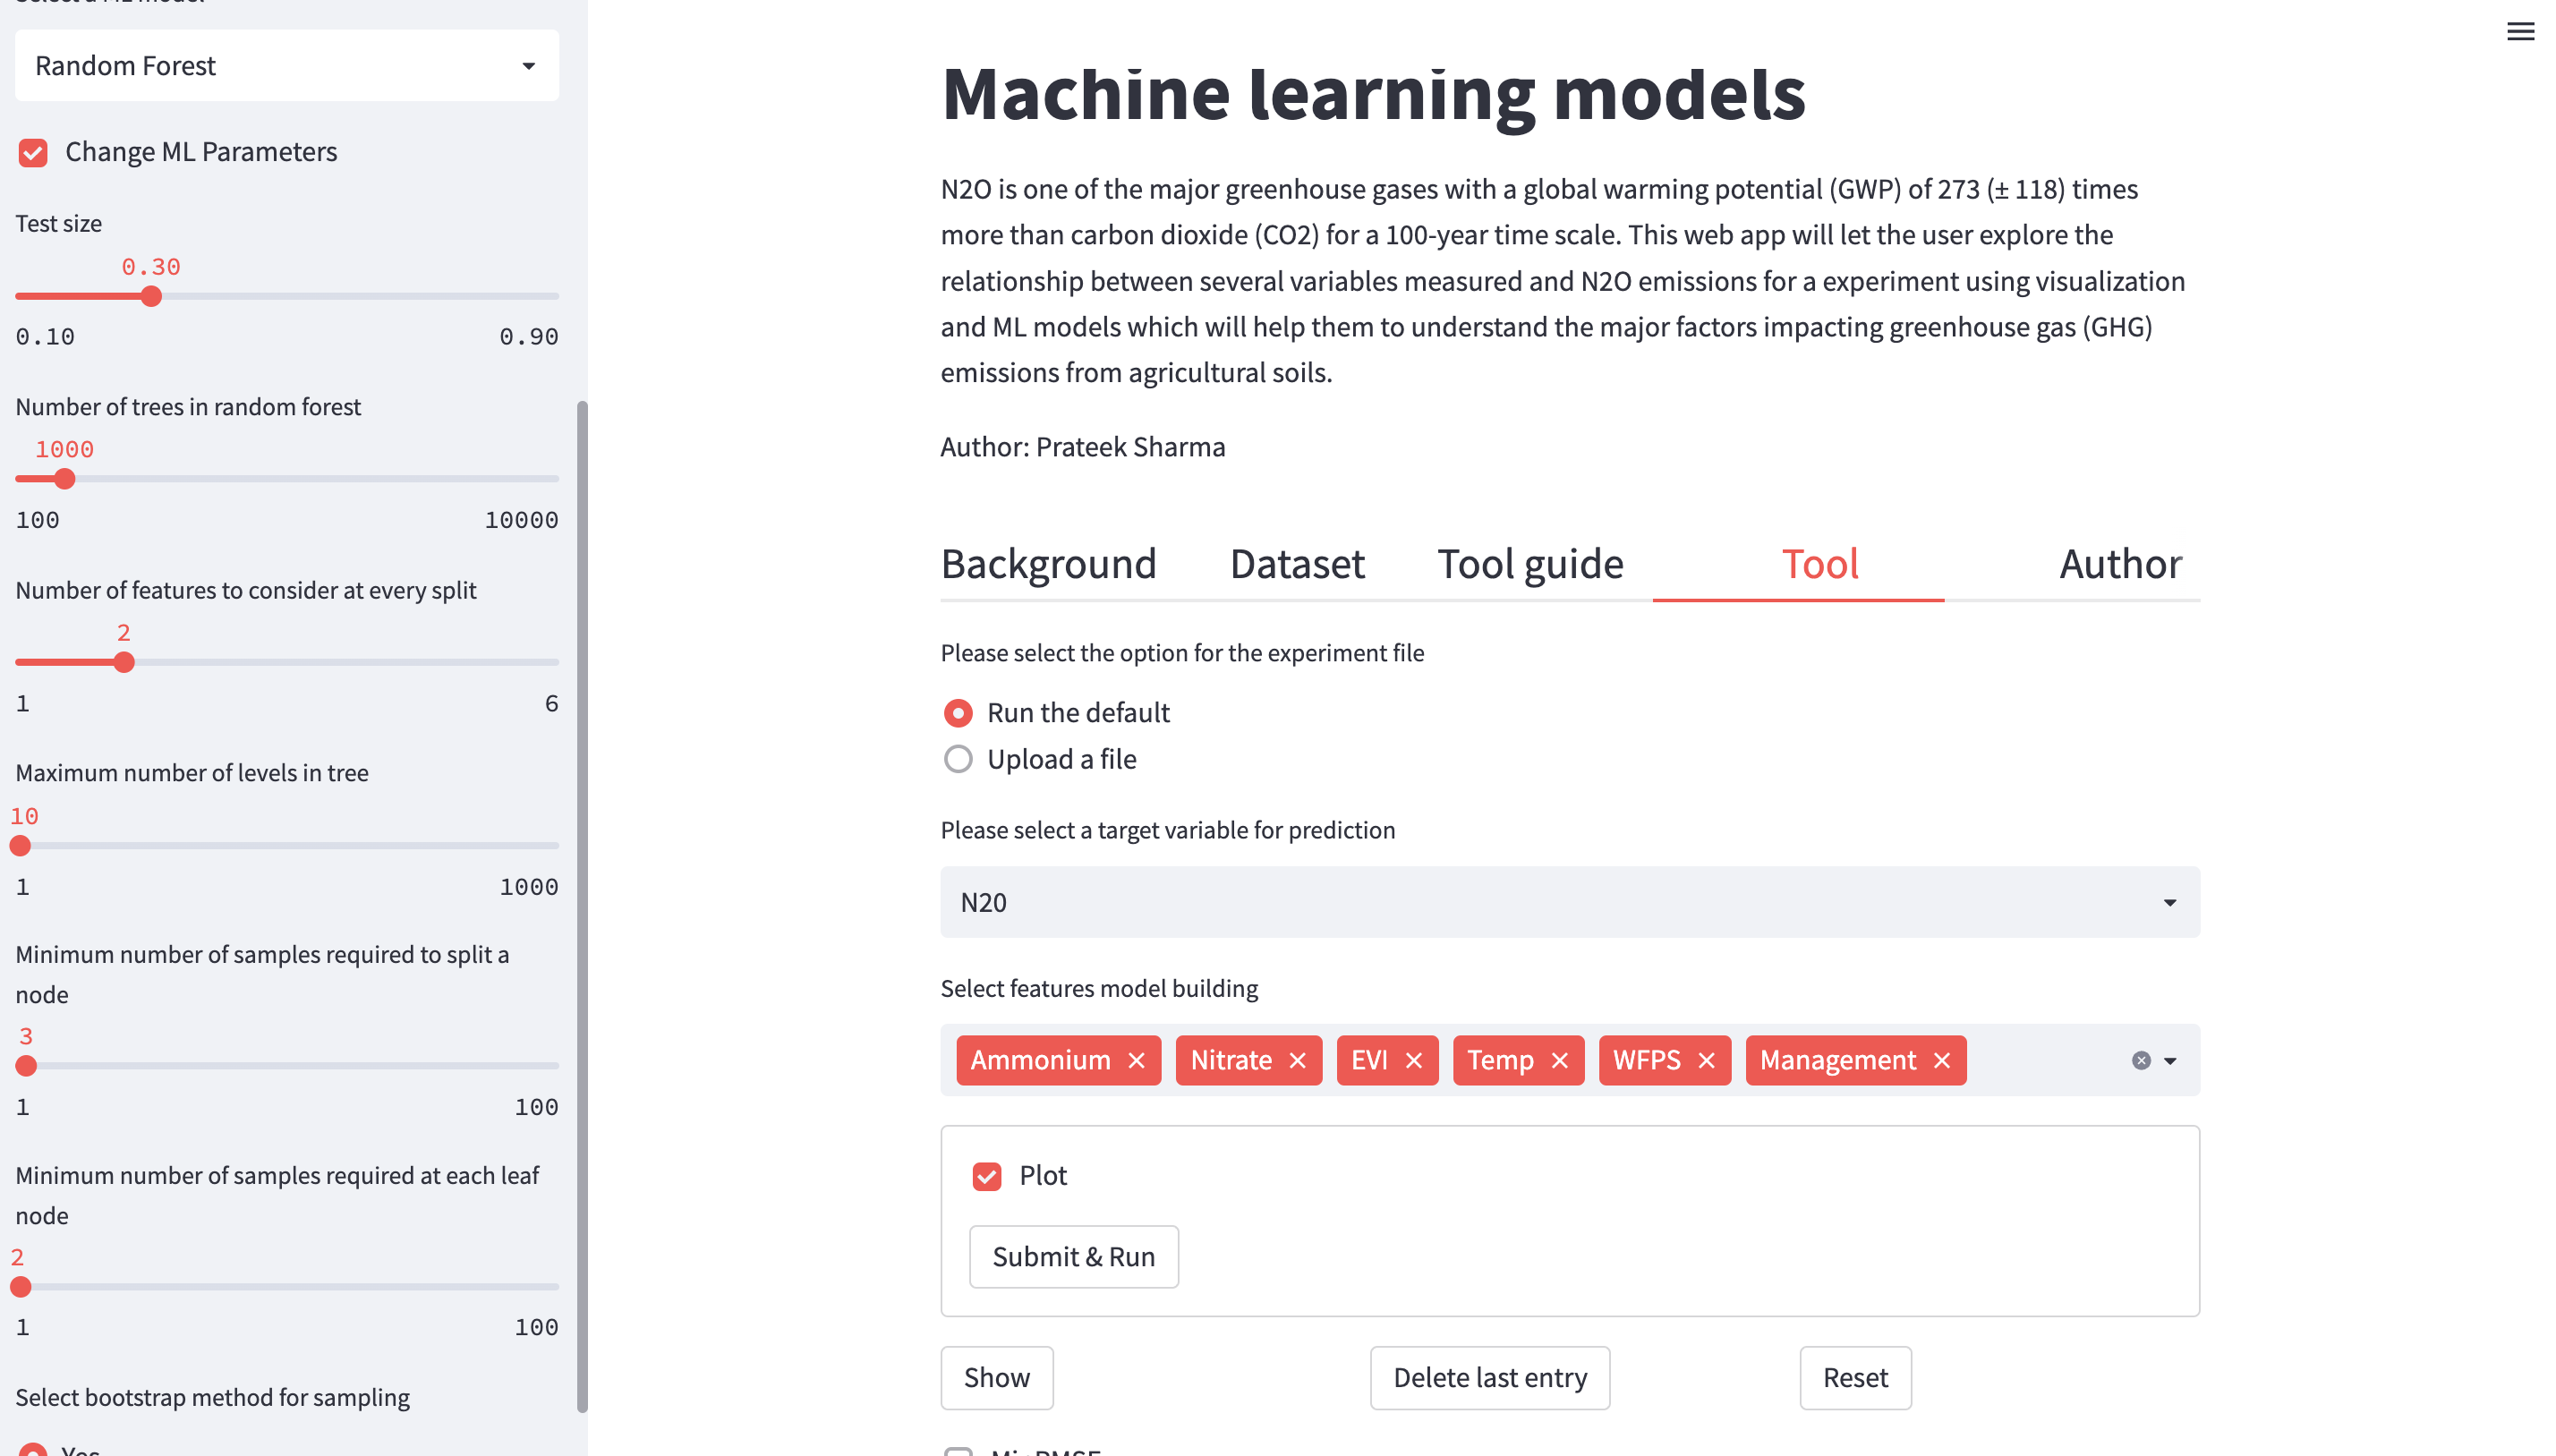 Select a ML model
Random Forest
Change ML Parameters
Test size
0.30
0.10 0.90
Number of trees in random forest
1000
100 10000
Number of features to consider at every split
2
1 6
Maximum number of levels in tree
10
1 1000
Minimum number of samples required to split a
node
3
1 100
Minimum number of samples required at each leaf
node
2
1 100
Select bootstrap method for sampling
Yes
Machine learning models
N2O is one of the major greenhouse gases with a global warming potential (GWP) of 273 (± 118) times
more than carbon dioxide (CO2) for a 100-year time scale. This web app will let the user explore the
relationship between several variables measured and N2O emissions for a experiment using visualization
and ML models which will help them to understand the major factors impacting greenhouse gas (GHG)
emissions from agricultural soils.
Author: Prateek Sharma
Background Dataset Tool guide Tool Author
Please select the option for the experiment file
Run the default
Upload a file
Please select a target variable for prediction
N20
Select features model building
Ammonium Nitrate EVI Temp WFPS Management
Plot
Submit & Run
Show Delete last entry Reset
MinRMSE